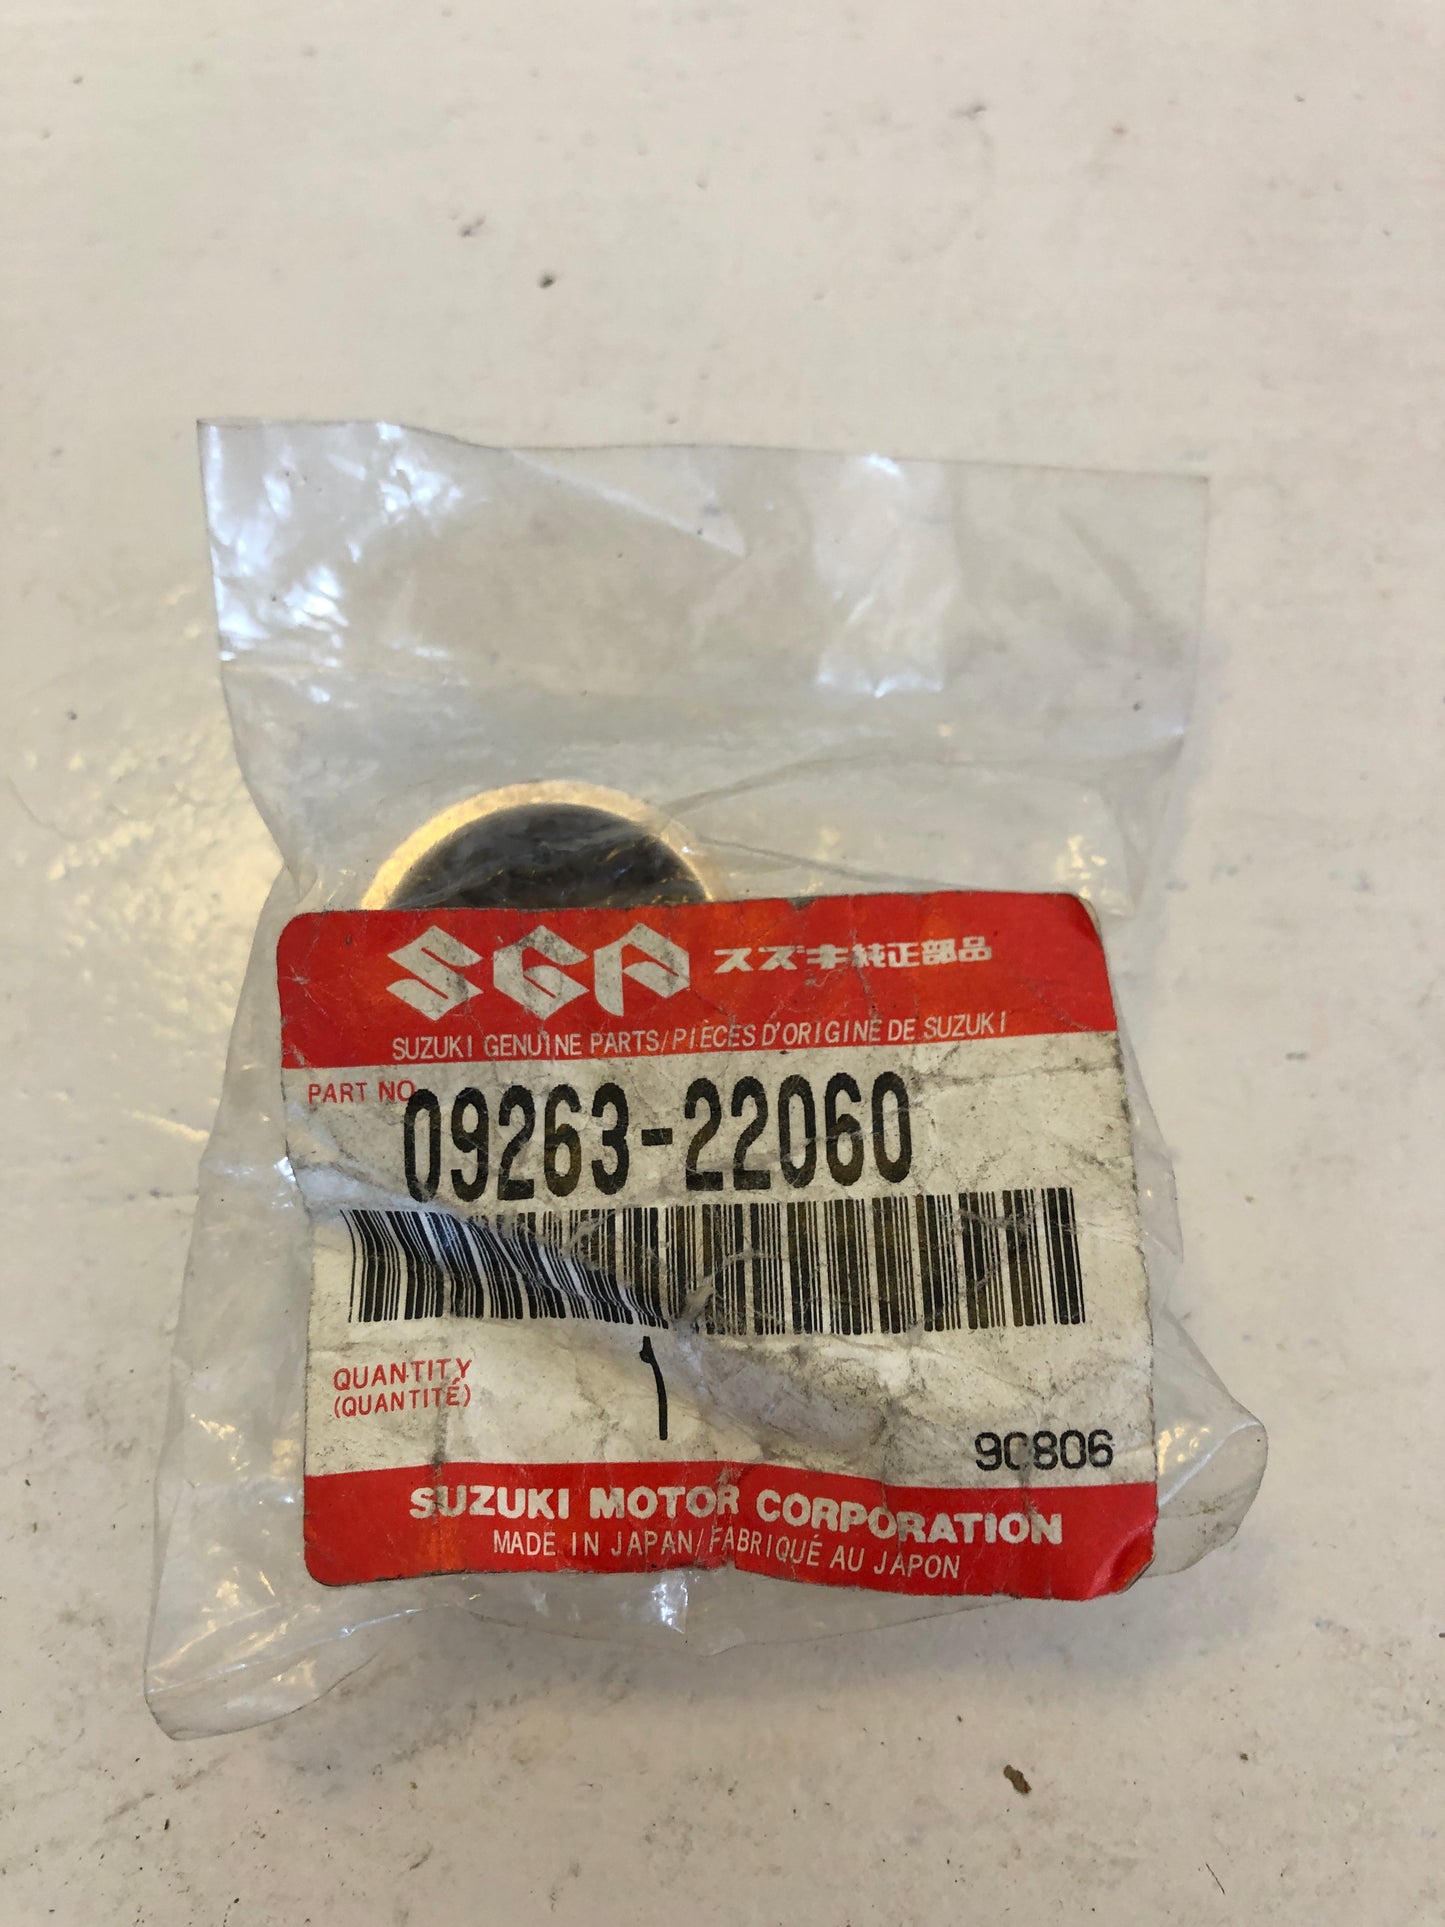 SGP スズキ純正部品
SUZUKI GENUINE PARTS/PIÈCES D'ORIGINE DE SUZUKI
PART NO.
09263-22060
QUANTITY
(QUANTITÉ)
1
90806
SUZUKI MOTOR CORPORATION
MADE IN JAPAN/FABRIQUÉ AU JAPON